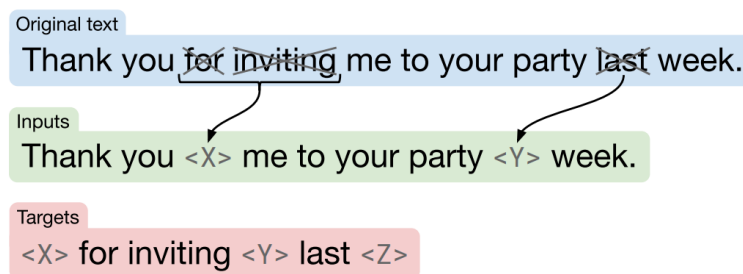 Original text
Thank you for inviting me to your party last week.
Inputs
Thank you <X> me to your party <Y> week.
Targets
<X> for inviting <Y> last <Z>